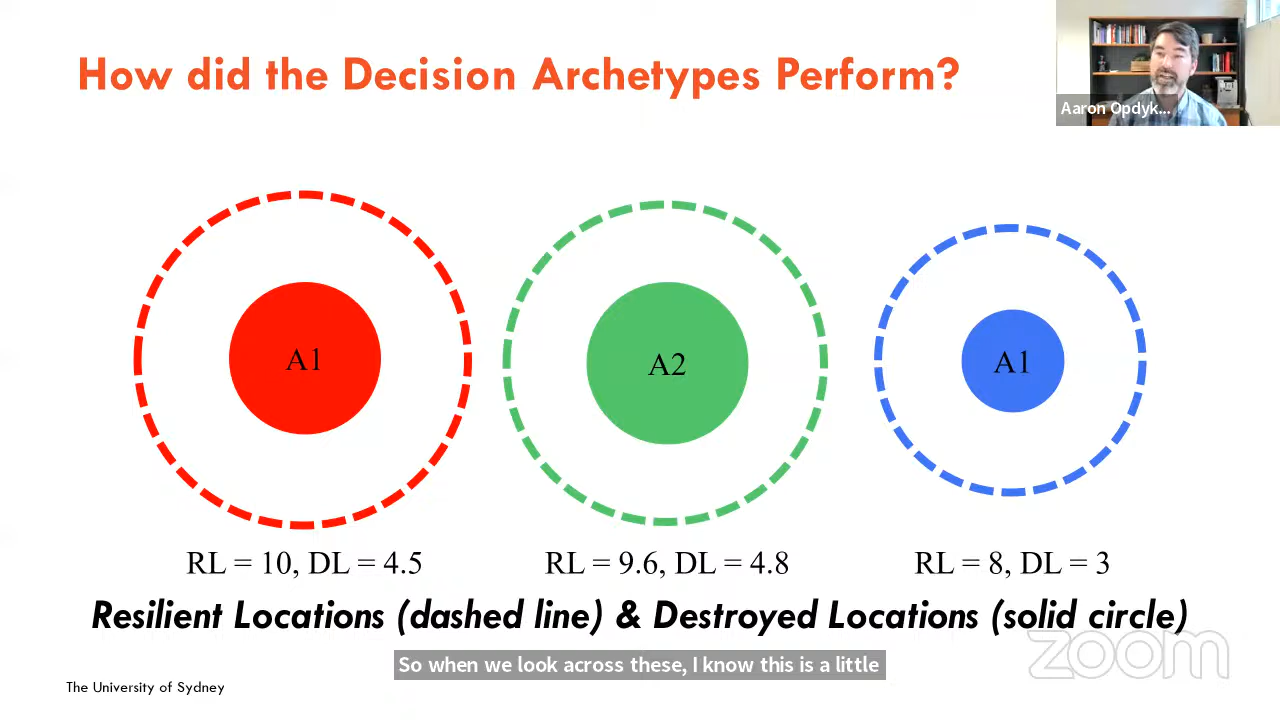 How did the Decision Archetypes Perform?
Aaron Opdyk...
A1
A2
A1
RL = 10, DL = 4.5
RL = 9.6, DL = 4.8
RL = 8, DL = 3
Resilient Locations (dashed line) & Destroyed Locations (solid circle)
zoom
So when we look across these, I know this is a little
The University of Sydney